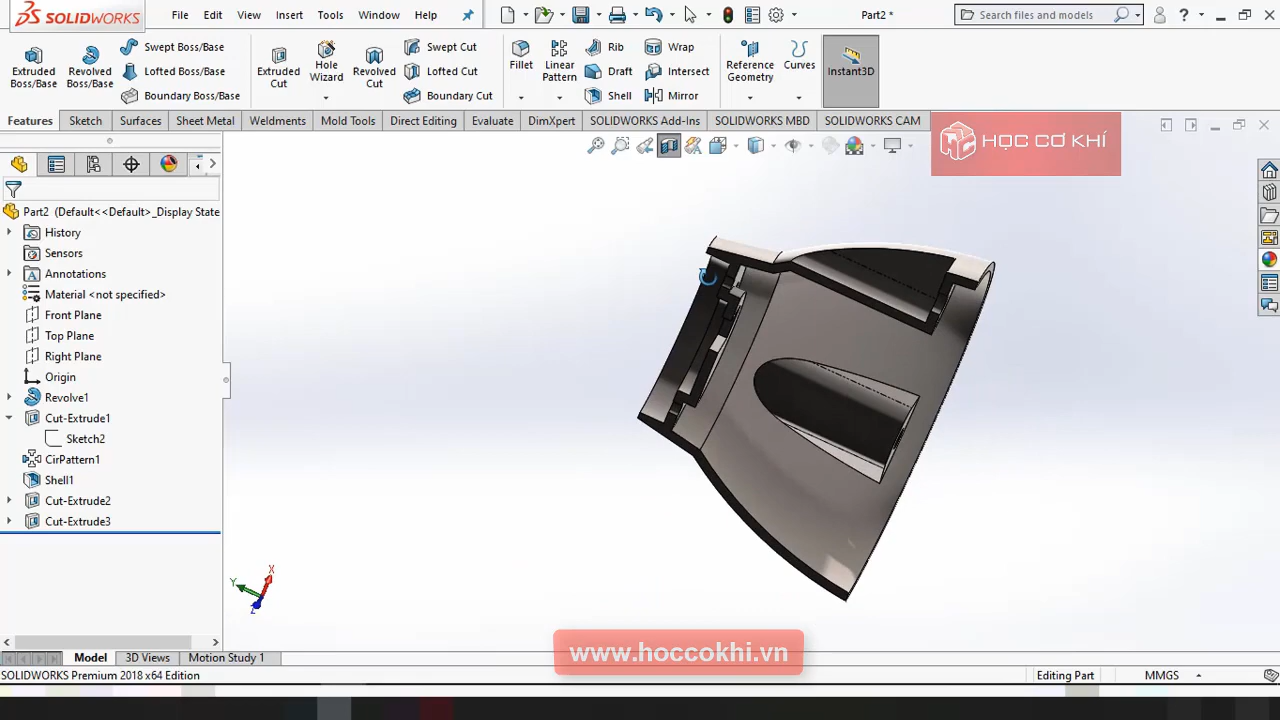 SOLIDWORKS
File Edit View Insert Tools Window Help
Part2 *
Search files and models
Extruded Boss/Base
Revolved Boss/Base
Swept Boss/Base
Lofted Boss/Base
Boundary Boss/Base
Extruded Cut
Hole Wizard
Revolved Cut
Swept Cut
Lofted Cut
Boundary Cut
Fillet
Linear Pattern
Rib
Draft
Shell
Wrap
Intersect
Mirror
Reference Geometry
Curves
Instant3D
Features Sketch Surfaces Sheet Metal Weldments Mold Tools Direct Editing Evaluate DimXpert SOLIDWORKS Add-Ins SOLIDWORKS MBD SOLIDWORKS CAM
HỌC CƠ KHÍ
Part2 (Default<<Default>_Display State
History
Sensors
Annotations
Material <not specified>
Front Plane
Top Plane
Right Plane
Origin
Revolve1
Cut-Extrude1
Sketch2
CirPattern1
Shell1
Cut-Extrude2
Cut-Extrude3
X
Y
Z
www.hoccokhi.vn
Model 3D Views Motion Study 1
SOLIDWORKS Premium 2018 x64 Edition
Editing Part
MMGS